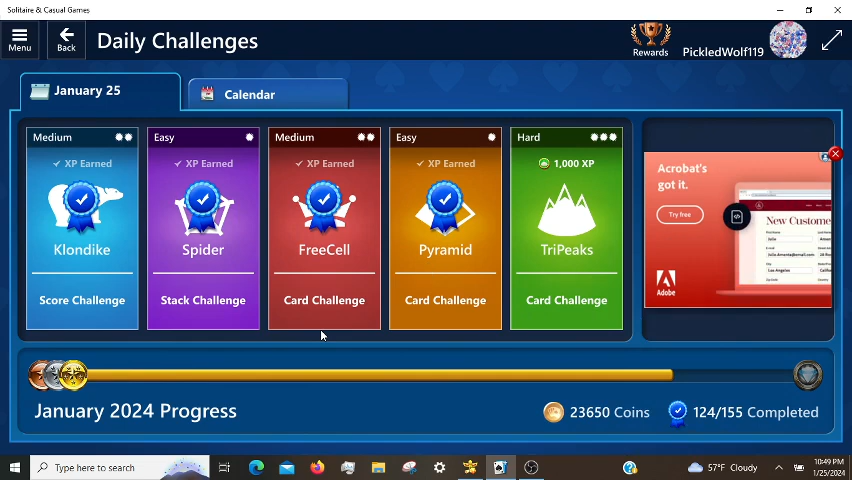 Solitaire & Casual Games
Menu
Back
Daily Challenges
Rewards
PickledWolf119
January 25
Calendar
Medium
XP Earned
Klondike
Score Challenge
Easy
XP Earned
Spider
Stack Challenge
Medium
XP Earned
FreeCell
Card Challenge
Easy
XP Earned
Pyramid
Card Challenge
Hard
1,000 XP
TriPeaks
Card Challenge
Acrobat's
got it.
Try free
Adobe
New Custome
January 2024 Progress
23650 Coins
124/155 Completed
Type here to search
57°F Cloudy
10:49 PM
1/25/2024